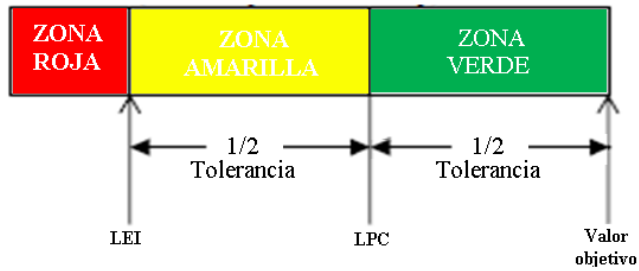 ZONA
ROJA
ZONA
AMARILLA
ZONA
VERDE
1/2
Tolerancia
1/2
Tolerancia
LEI
LPC
Valor
objetivo